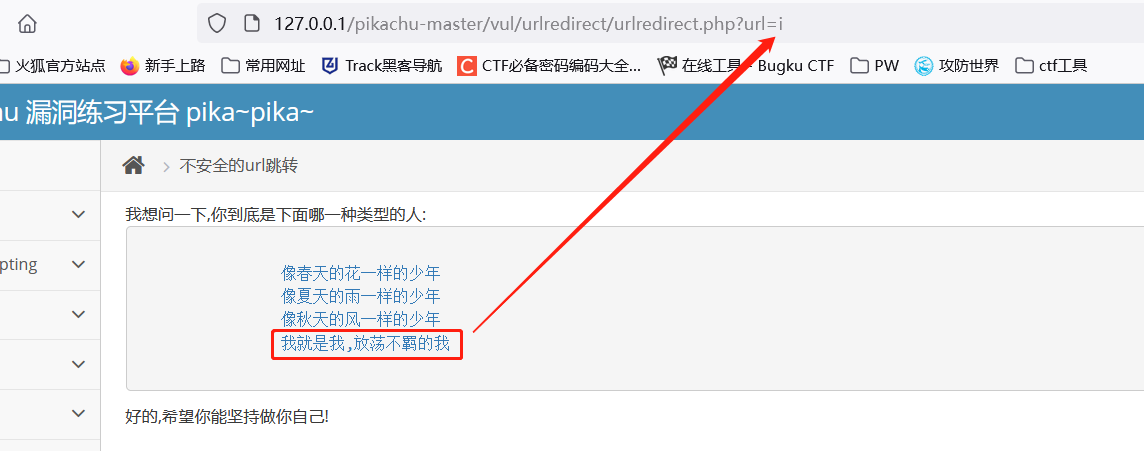 127.0.0.1/pikachu-master/vul/urlredirect/urlredirect.php?url=i
火狐官方站点 新手上路 常用网址 Track黑客导航 CTF必备密码编码大全... 在线工具 - Bugku CTF PW 攻防世界 ctf工具
u 漏洞练习平台 pika~pika~
不安全的url跳转
我想问一下,你到底是下面哪一种类型的人:
pting
像春天的花一样的少年
像夏天的雨一样的少年
像秋天的风一样的少年
我就是我,放荡不羁的我
好的,希望你能坚持做你自己!